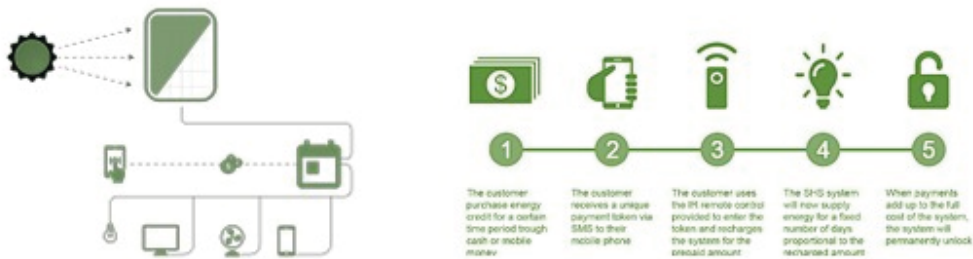 $
1
2
3
4
5
The customer
purchase energy
credit for a certain
time period trough
cash or mobile
money
The customer
receives a unique
payment token via
SMS to their
mobile phone
The customer uses
the IR remote control
provided to enter the
token and recharges
the system for the
prepaid amount
The SHS system
will now supply
energy for a fixed
number of days
proportional to the
recharged amount
When payments
add up to the full
cost of the system,
the system will
permanently unlock